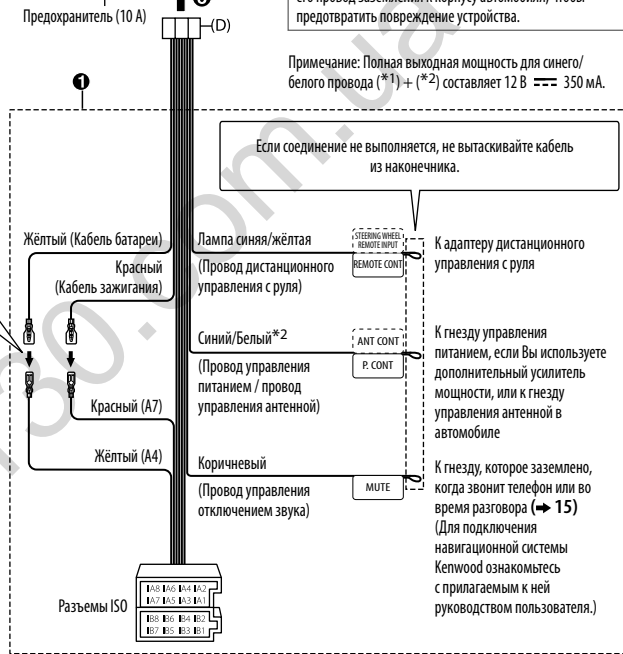 его провод заземления к корпусу автомобиля, чтобы
предотвратить повреждение устройства.
Предохранитель (10 A)
(D)
Примечание: Полная выходная мощность для синего/
белого провода (*1) + (*2) составляет 12 В 350 мА.
1
Если соединение не выполняется, не вытаскивайте кабель
из наконечника.
Жёлтый (Кабель батареи)
Красный
(Кабель зажигания)
Лампа синяя/жёлтая
(Провод дистанционного
управления с руля)
STEERING WHEEL
REMOTE INPUT
REMOTE CONT
К адаптеру дистанционного
управления с руля
Синий/Белый*2
(Провод управления
питанием / провод
управления антенной)
ANT CONT
P. CONT
К гнезду управления
питанием, если Вы используете
дополнительный усилитель
мощности, или к гнезду
управления антенной в
автомобиле
Красный (A7)
Жёлтый (A4)
Коричневый
(Провод управления
отключением звука)
MUTE
К гнезду, которое заземлено,
когда звонит телефон или во
время разговора (➜ 15)
(Для подключения
навигационной системы
Kenwood ознакомьтесь
с прилагаемым к ней
руководством пользователя.)
Разъемы ISO
A8 A6 A4 A2
A7 A5 A3 A1
B8 B6 B4 B2
B7 B5 B3 B1
130.com.ua